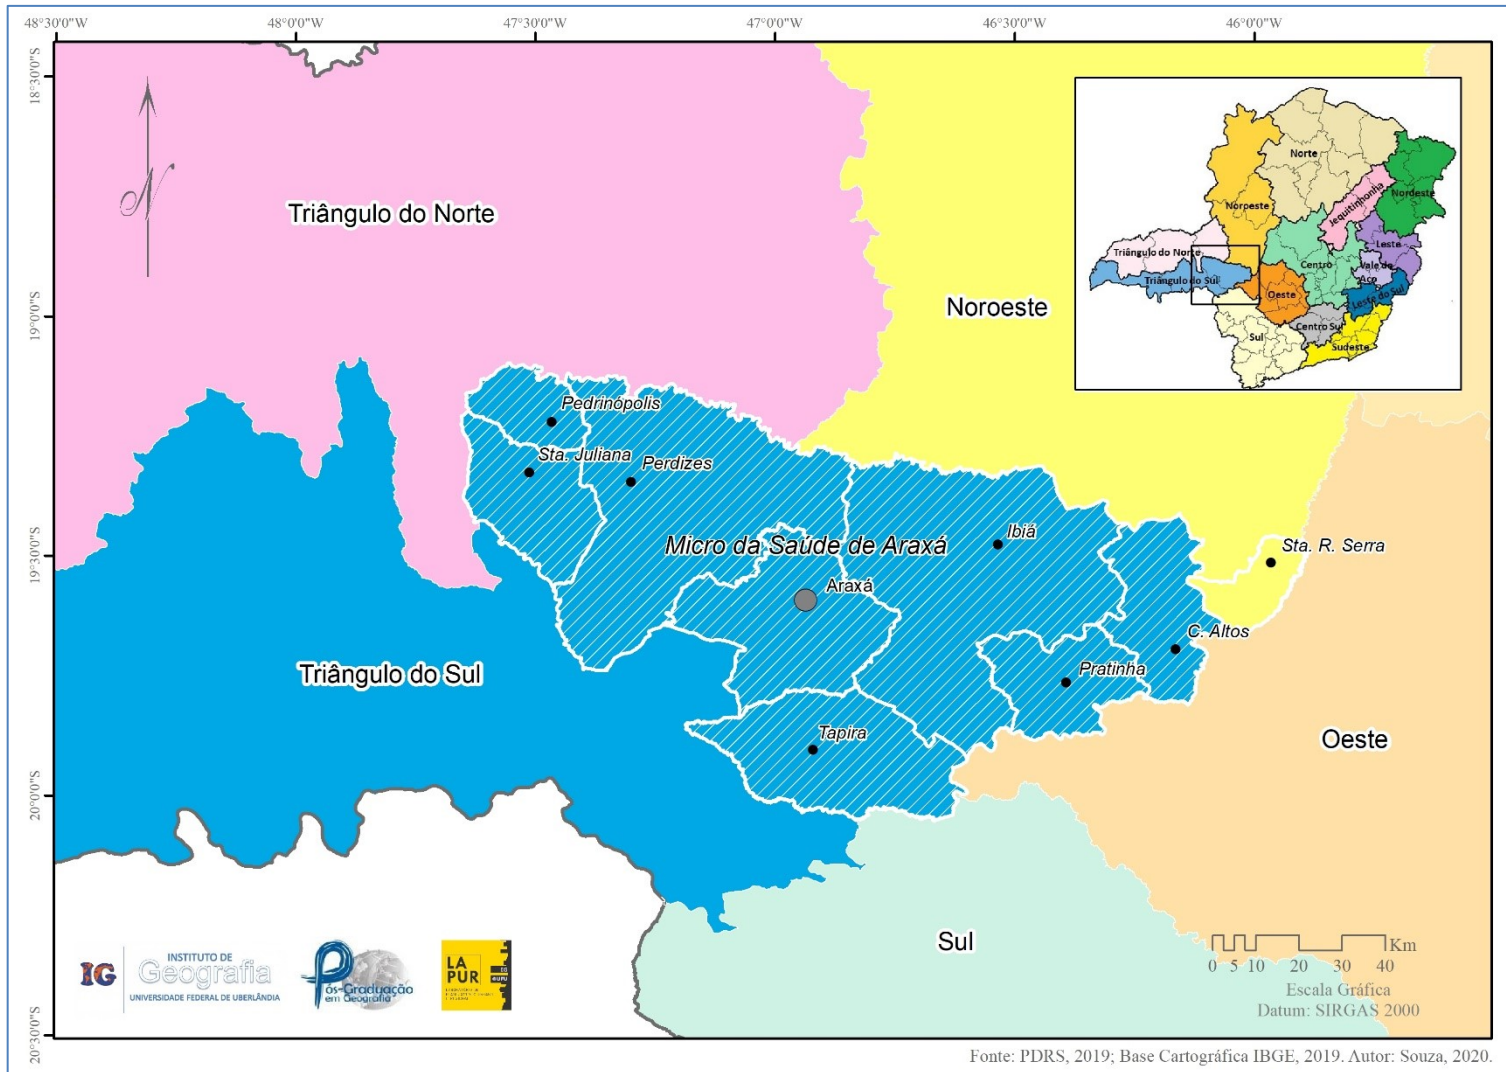 48°30'0"W
48°0'0"W
47°30'0"W
47°0'0"W
46°30'0"W
46°0'0"W
18°30'0"S
19°0'0"S
19°30'0"S
20°0'0"S
20°30'0"S
N
Triângulo do Norte
Noroeste
Norte
Nordeste
Jequitinhonha
Noroeste
Leste
Triângulo do Norte
Centro
Vale do
Aço
Triângulo do Sul
Oeste
Leste do Sul
Centro Sul
Sul
Sudeste
Pedrinópolis
Sta. Juliana
Perdizes
Ibiá
Micro da Saúde de Araxá
Sta. R. Serra
Araxá
C. Altos
Triângulo do Sul
Pratinha
Tapira
Oeste
Sul
IG
INSTITUTO DE
Geografia
UNIVERSIDADE FEDERAL DE UBERLÂNDIA
Pós-Graduação
em Geografia
LA
PUR
Km
0 5 10 20 30 40
Escala Gráfica
Datum: SIRGAS 2000
Fonte: PDRS, 2019; Base Cartográfica IBGE, 2019. Autor: Souza, 2020.